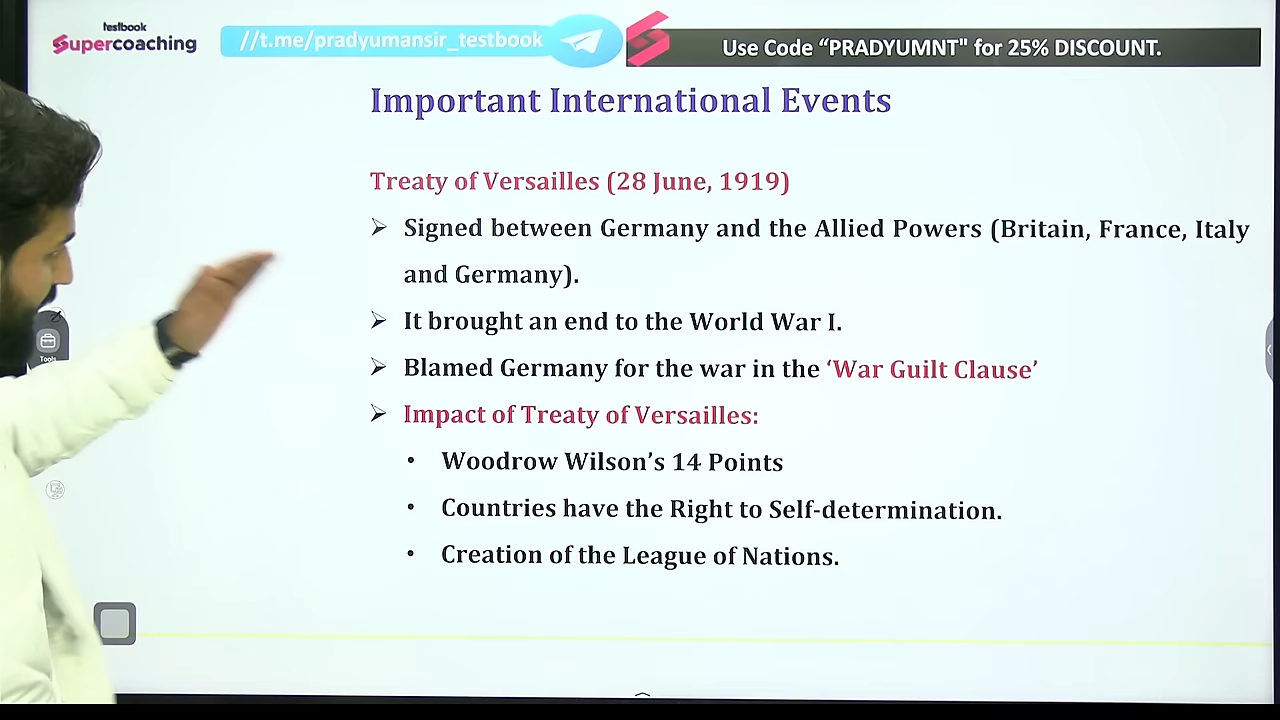 testbook
Supercoaching
//t.me/pradyumansir_testbook
Use Code “PRADYUMNT" for 25% DISCOUNT.
Important International Events
Treaty of Versailles (28 June, 1919)
➢ Signed between Germany and the Allied Powers (Britain, France, Italy
and Germany).
➢ It brought an end to the World War I.
➢ Blamed Germany for the war in the ‘War Guilt Clause’
➢ Impact of Treaty of Versailles:
• Woodrow Wilson’s 14 Points
• Countries have the Right to Self-determination.
• Creation of the League of Nations.
Tools